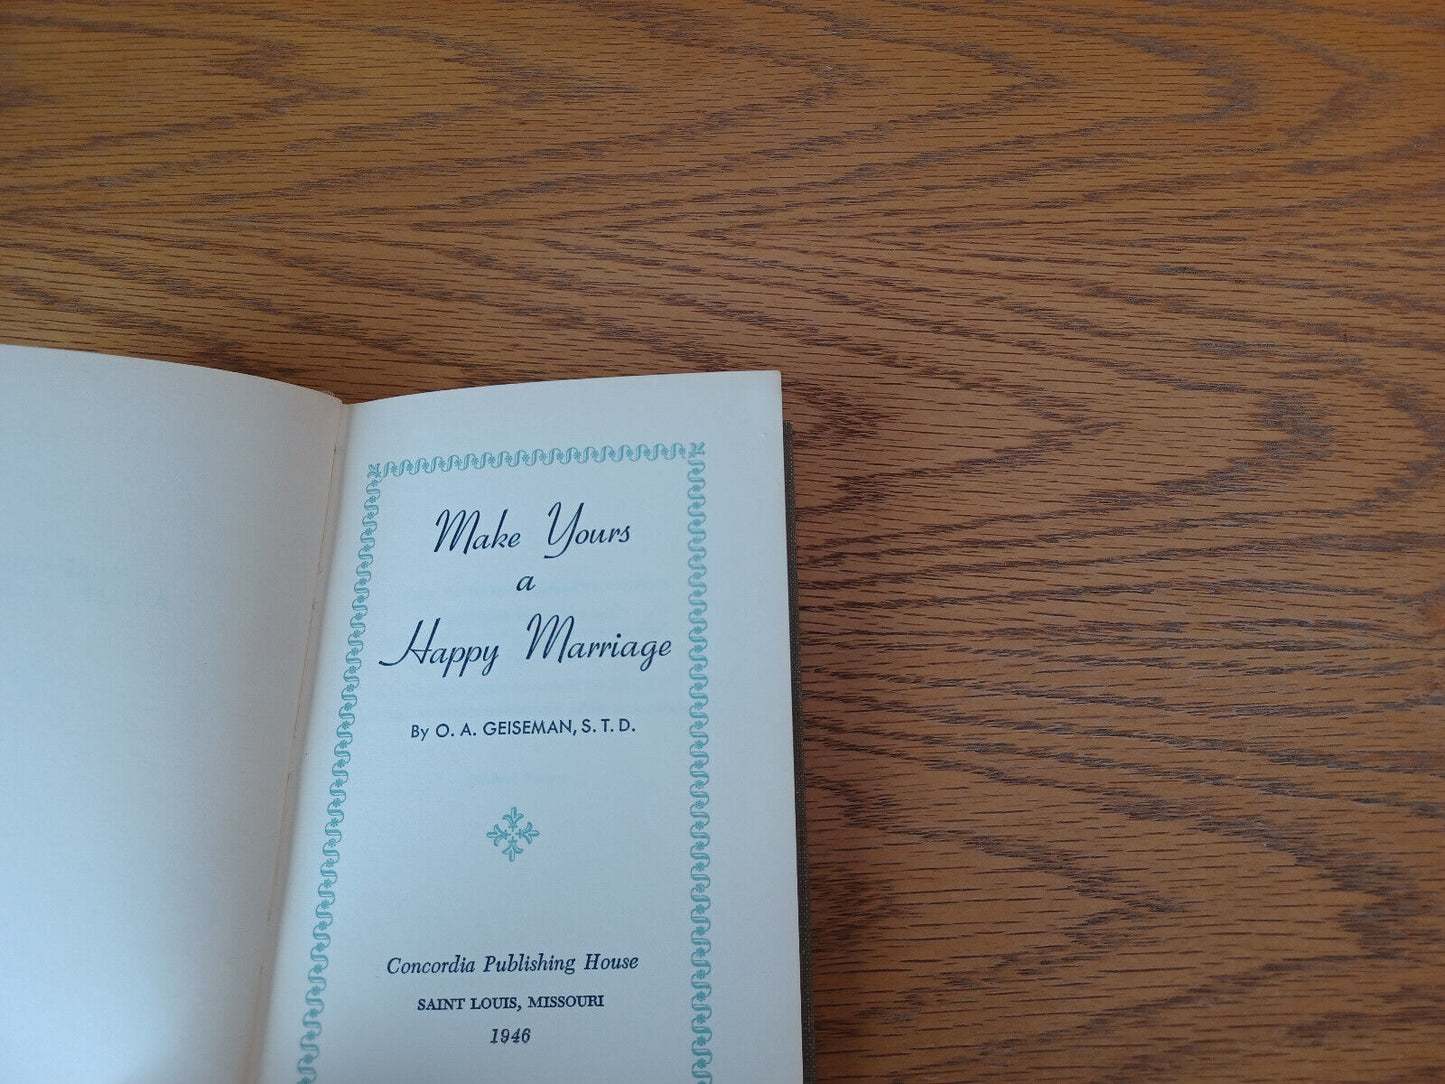 Make Yours
a
Happy Marriage
By O. A. GEISEMAN, S. T. D.
Concordia Publishing House
SAINT LOUIS, MISSOURI
1946